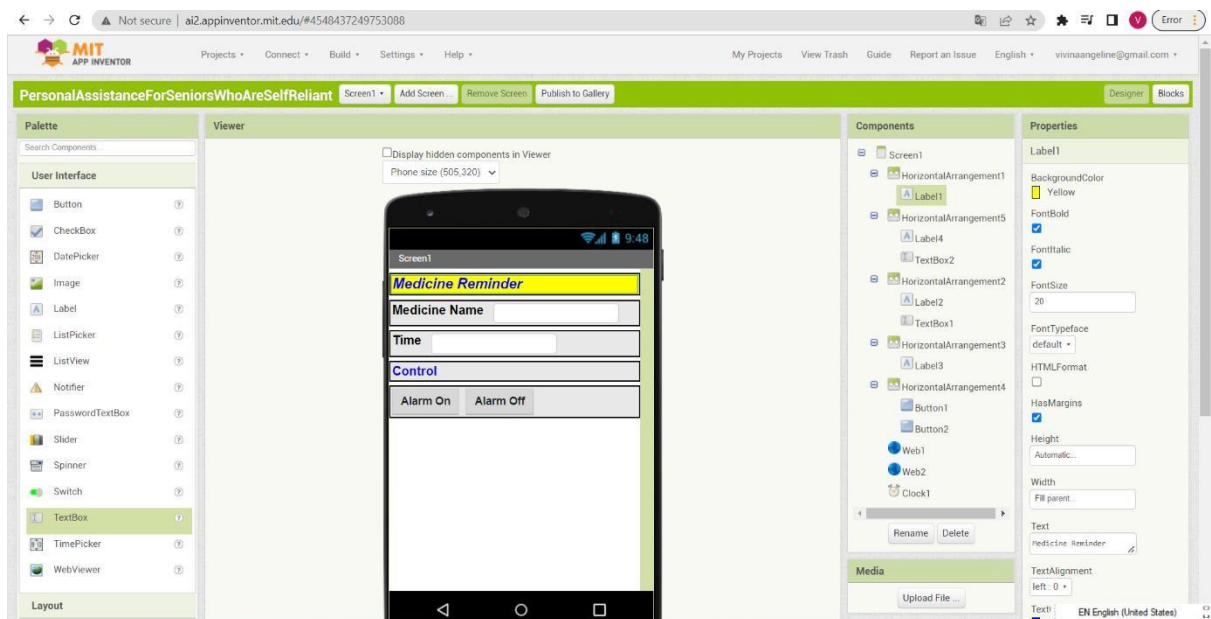 Not secure | ai2.appinventor.mit.edu/#4548437249753088
V
Error
MIT
APP INVENTOR
Projects
Connect
Build
Settings
Help
My Projects
View Trash
Guide
Report an Issue
English
vivinaangeline@gmail.com
PersonalAssistanceForSeniorsWhoAreSelfReliant
Screen1
Add Screen ...
Remove Screen
Publish to Gallery
Designer
Blocks
Palette
Search Components...
User Interface
Button
CheckBox
DatePicker
Image
Label
ListPicker
ListView
Notifier
PasswordTextBox
Slider
Spinner
Switch
TextBox
TimePicker
WebViewer
Layout
Viewer
Display hidden components in Viewer
Phone size (505,320)
9:48
Screen1
Medicine Reminder
Medicine Name
Time
Control
Alarm On
Alarm Off
Components
Screen1
HorizontalArrangement1
Label1
HorizontalArrangement5
Label4
TextBox2
HorizontalArrangement2
Label2
TextBox1
HorizontalArrangement3
Label3
HorizontalArrangement4
Button1
Button2
Web1
Web2
Clock1
Rename
Delete
Media
Upload File ...
Properties
Label1
BackgroundColor
Yellow
FontBold
FontItalic
FontSize
20
FontTypeface
default
HTMLFormat
HasMargins
Height
Automatic...
Width
Fill parent...
Text
Medicine Reminder
TextAlignment
left : 0
EN English (United States)